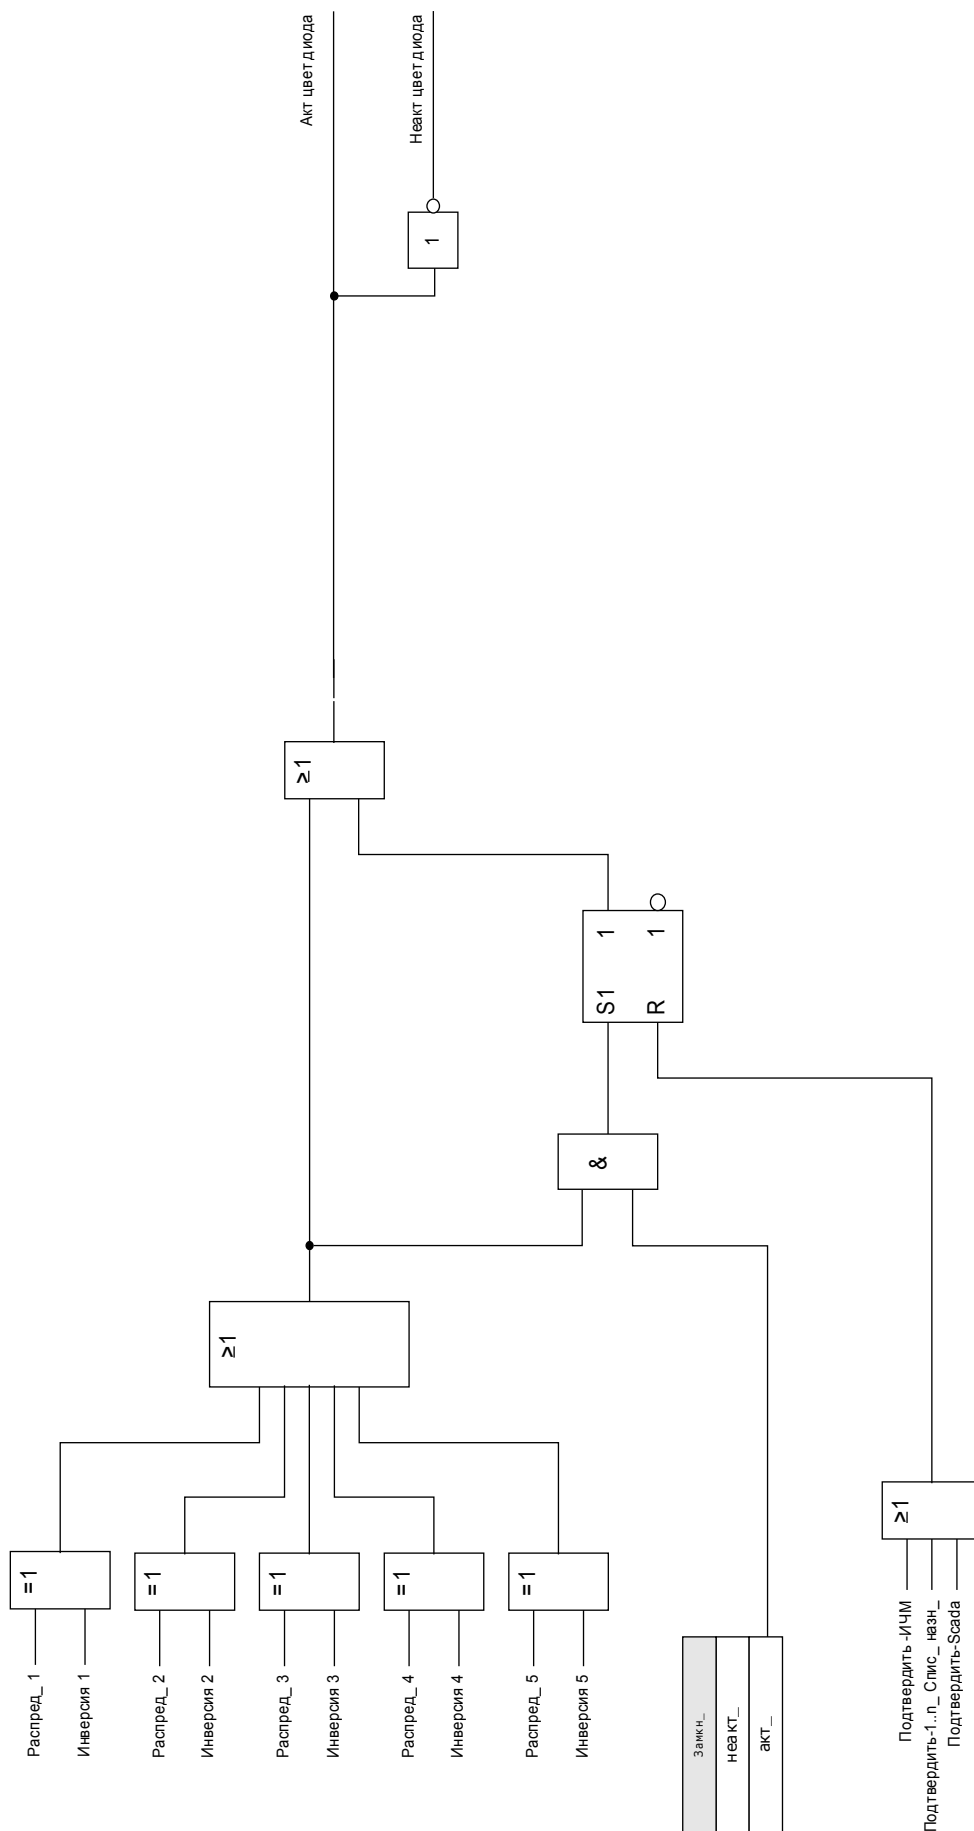 Распред_ 1
Инверсия 1
Распред_ 2
Инверсия 2
Распред_ 3
Инверсия 3
Распред_ 4
Инверсия 4
Распред_ 5
Инверсия 5
=1
=1
=1
=1
=1
≥1
&
S1
R
1
1
≥1
1
Акт цвет диода
Неакт цвет диода
Замкн_
неакт_
акт_
Подтвердить -ИЧМ
Подтвердить-1..n_ Спис_ назн_
Подтвердить-Scada
≥1